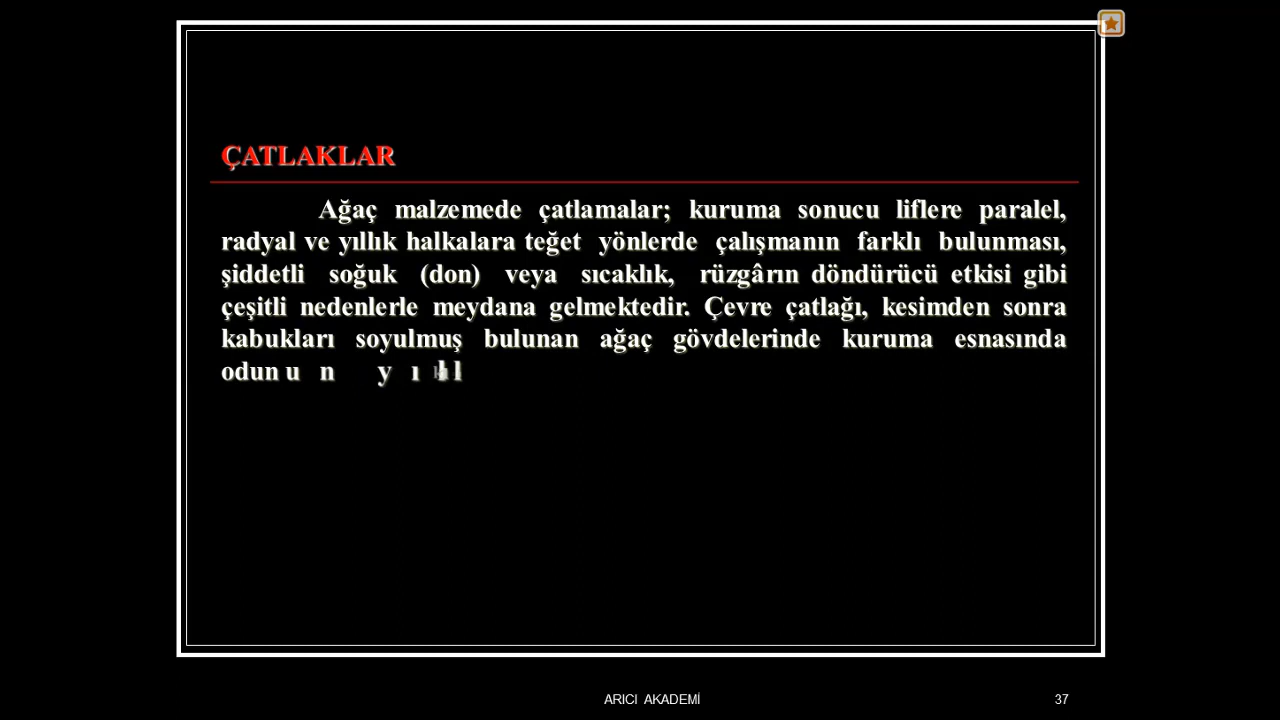 ÇATLAKLAR
Ağaç malzemede çatlamalar; kuruma sonucu liflere paralel,
radyal ve yıllık halkalara teğet yönlerde çalışmanın farklı bulunması,
şiddetli soğuk (don) veya sıcaklık, rüzgârın döndürücü etkisi gibi
çeşitli nedenlerle meydana gelmektedir. Çevre çatlağı, kesimden sonra
kabukları soyulmuş bulunan ağaç gövdelerinde kuruma esnasında
odunun
ARICI AKADEMİ
37